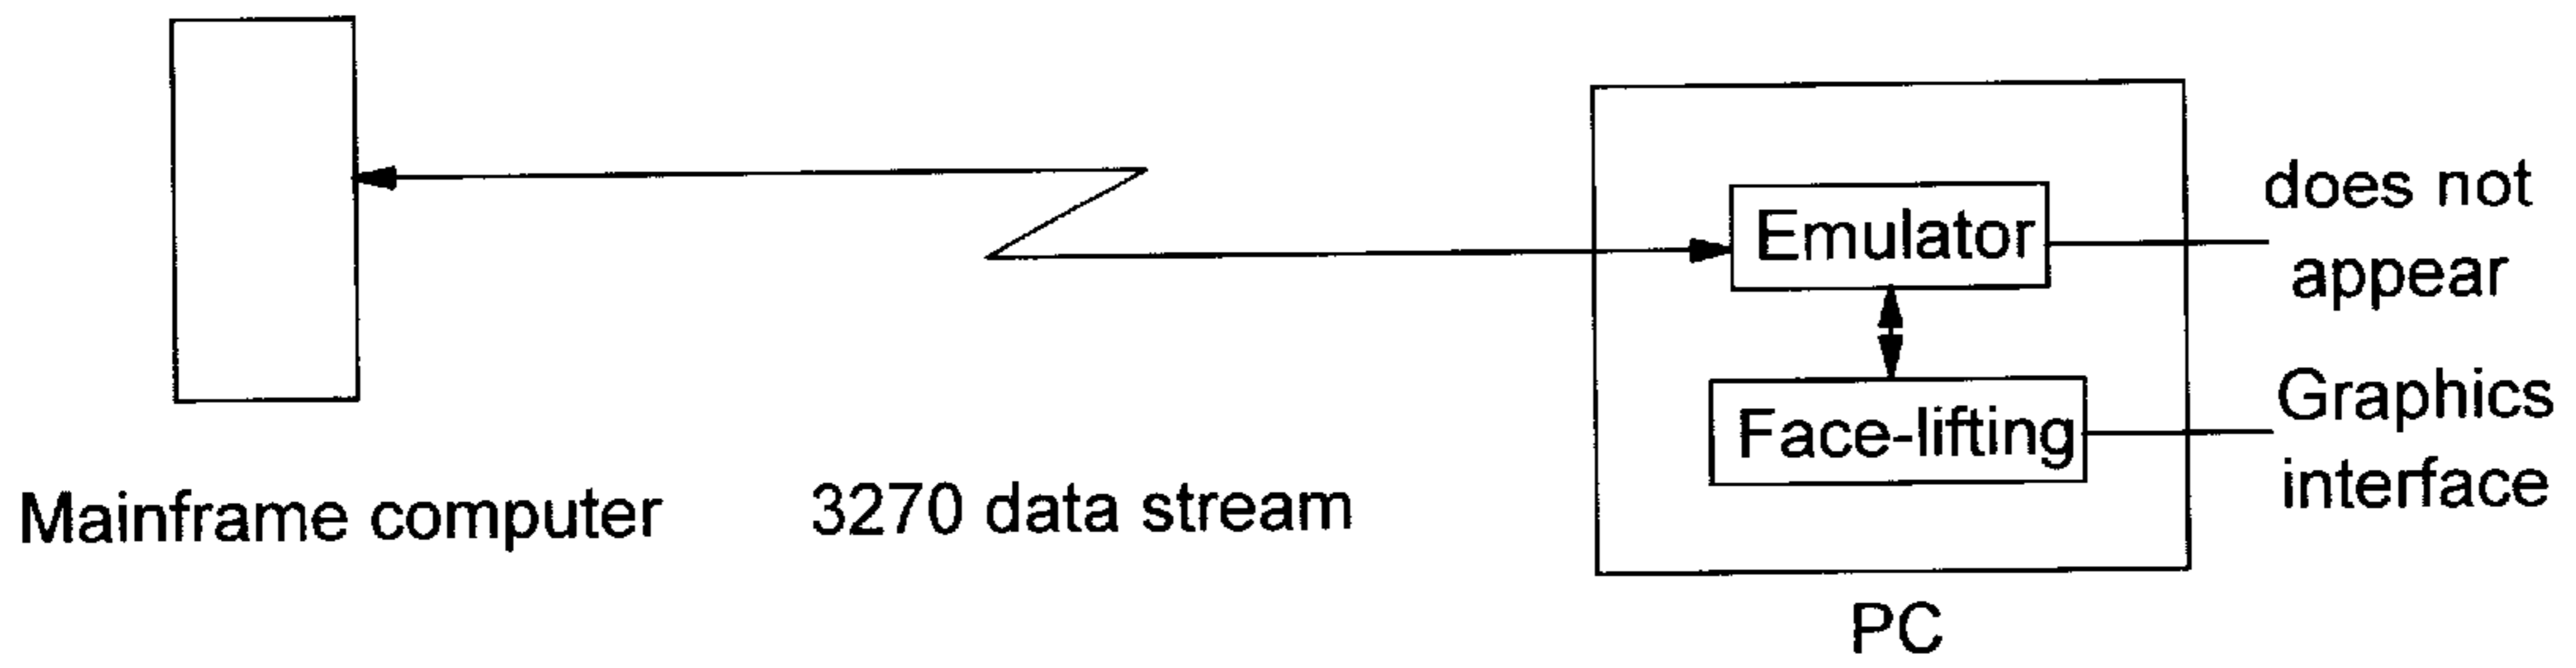 Mainframe computer
3270 data stream
Emulator
Face-lifting
PC
does not
appear
Graphics
interface